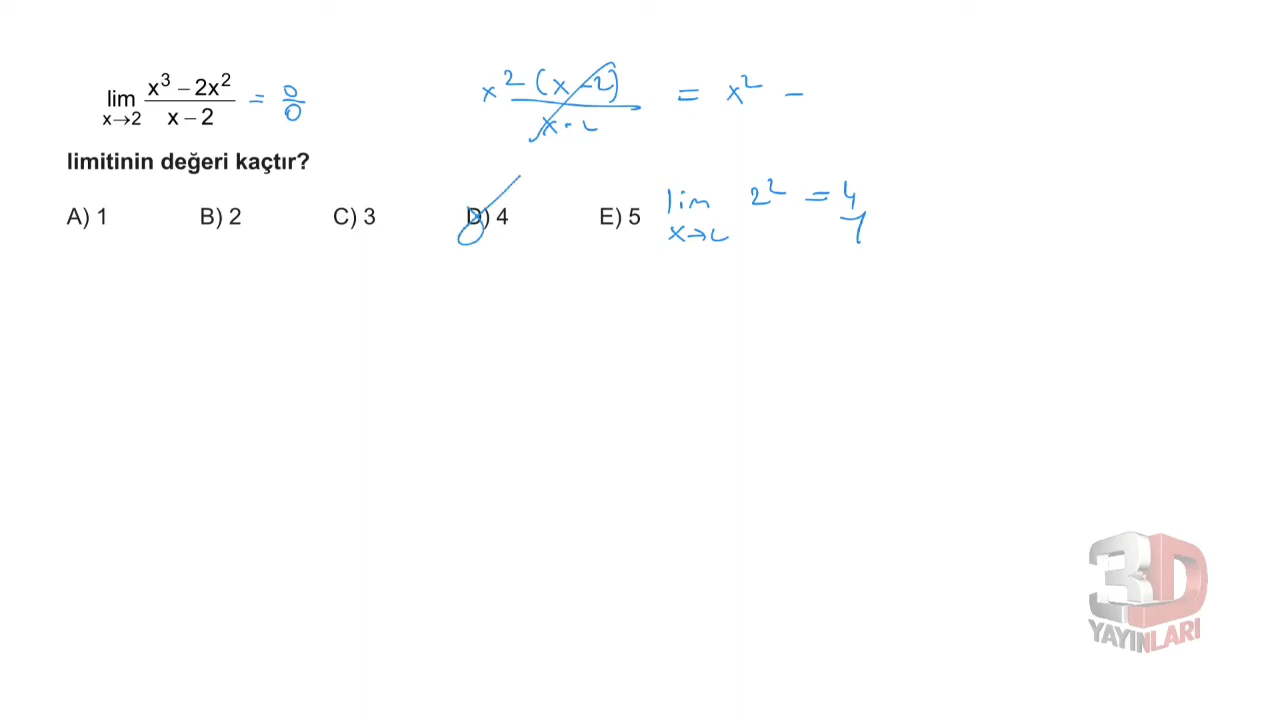 lim x→2 x³ − 2x² / x − 2 = 0/0
x² (x − 2) / x - 2 = x² −
limitinin değeri kaçtır?
A) 1 B) 2 C) 3 D) 4 E) 5
lim x→2 2² = 4
3D
YAYINLARI